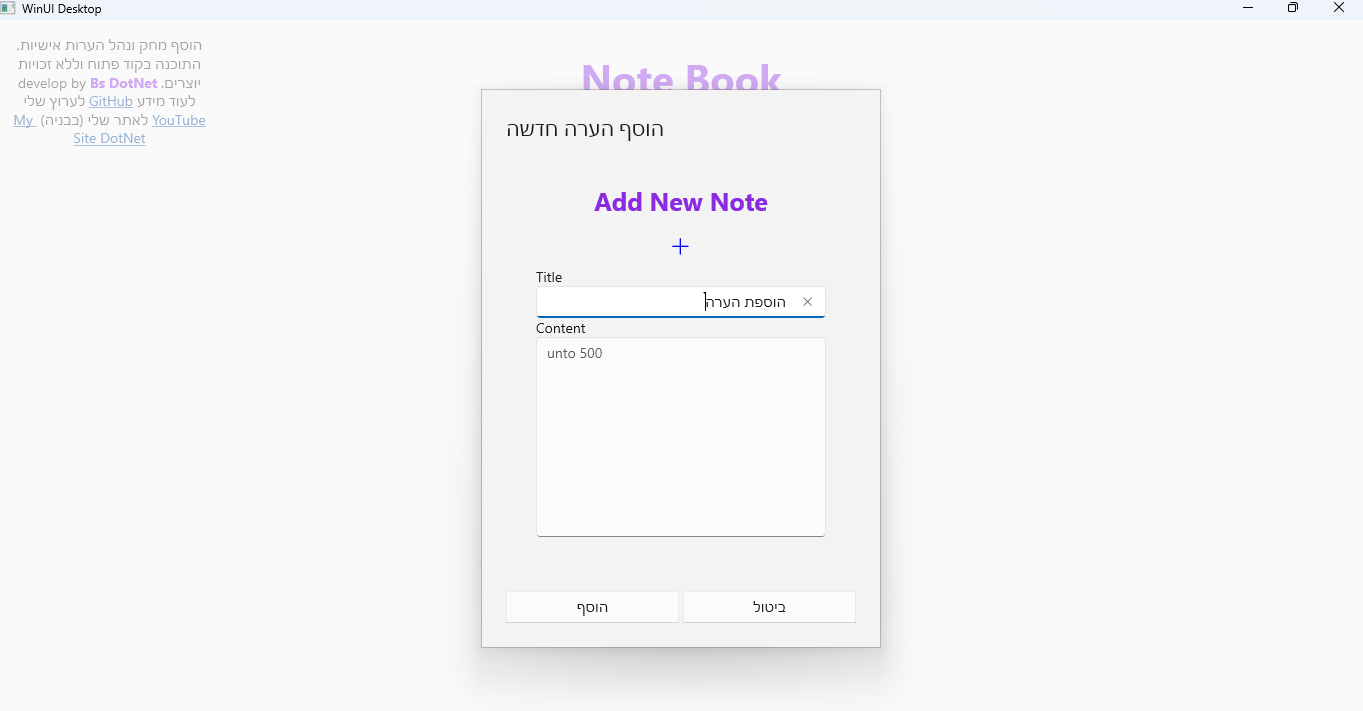 WinUI Desktop
הוסף מחק ונהל הערות אישיות,
התוכנה בקוד פתוח וללא זכויות
יוצרים. develop by Bs DotNet
לעוד מידע GitHub לערוץ שלי
YouTube לאתר שלי (בבניה) My
Site DotNet
Note Book
הוסף הערה חדשה
Add New Note
+
Title
הוספת הערה
Content
unto 500
הוסף
ביטול